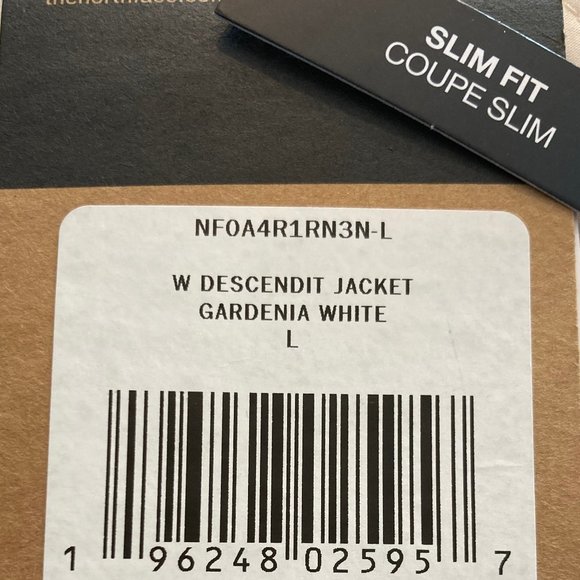 SLIM FIT
COUPE SLIM
NF0A4R1RN3N-L
W DESCENDIT JACKET
GARDENIA WHITE
L
1 96248 02595 7